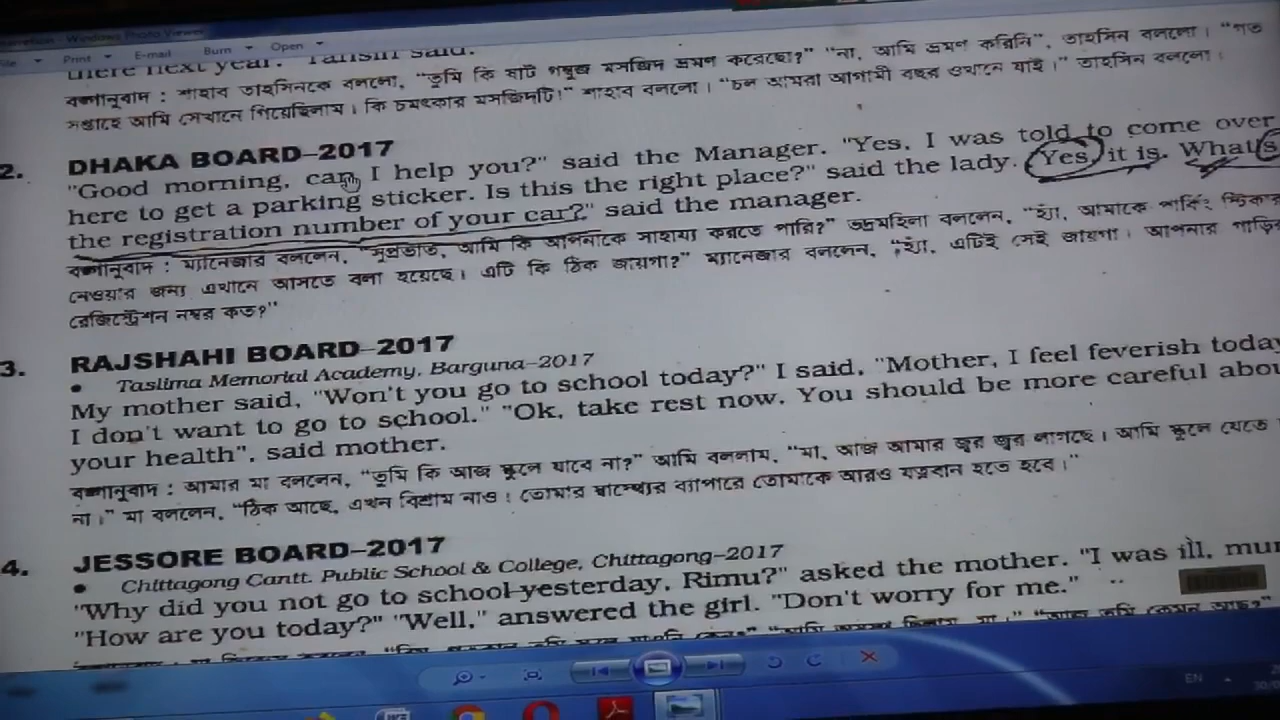 Windows Photo Viewer
Print E-mail Burn Open
there next year." Tahsin said.
বঙ্গানুবাদ : শাহাব তাহসিনকে বললো, "তুমি কি ষাট গম্বুজ মসজিদ ভ্রমণ করেছো?" "না, আমি ভ্রমণ করিনি", তাহসিন বললো। "গত
সপ্তাহে আমি সেখানে গিয়েছিলাম। কি চমৎকার মসজিদটি!" শাহাব বললো। "চল আমরা আগামী বছর ওখানে যাই।" তাহসিন বললো।
2. DHAKA BOARD–2017
"Good morning, can I help you?" said the Manager. "Yes, I was told to come over
here to get a parking sticker. Is this the right place?" said the lady. "Yes, it is. What's
the registration number of your car?" said the manager.
বঙ্গানুবাদ : ম্যানেজার বললেন, "সুপ্রভাত, আমি কি আপনাকে সাহায্য করতে পারি?" ভদ্রমহিলা বললেন, "হ্যাঁ, আমাকে পার্কিং স্টিকার
নেওয়ার জন্য এখানে আসতে বলা হয়েছে। এটি কি ঠিক জায়গা?" ম্যানেজার বললেন, "হ্যাঁ, এটিই সেই জায়গা। আপনার গাড়ির
রেজিস্ট্রেশন নম্বর কত?"
3. RAJSHAHI BOARD–2017
• Taslima Memorial Academy, Barguna–2017
My mother said, "Won't you go to school today?" I said, "Mother, I feel feverish today
I don't want to go to school." "Ok, take rest now. You should be more careful abou
your health", said mother.
বঙ্গানুবাদ : আমার মা বললেন, "তুমি কি আজ স্কুলে যাবে না?" আমি বললাম, "মা, আজ আমার জ্বর জ্বর লাগছে। আমি স্কুলে যেতে
না।" মা বললেন, "ঠিক আছে, এখন বিশ্রাম নাও। তোমার স্বাস্থ্যের ব্যাপারে তোমাকে আরও যত্নবান হতে হবে।"
4. JESSORE BOARD–2017
• Chittagong Cantt. Public School & College, Chittagong–2017
"Why did you not go to school yesterday, Rimu?" asked the mother. "I was ill, mum
"How are you today?" "Well," answered the girl. "Don't worry for me."
EN